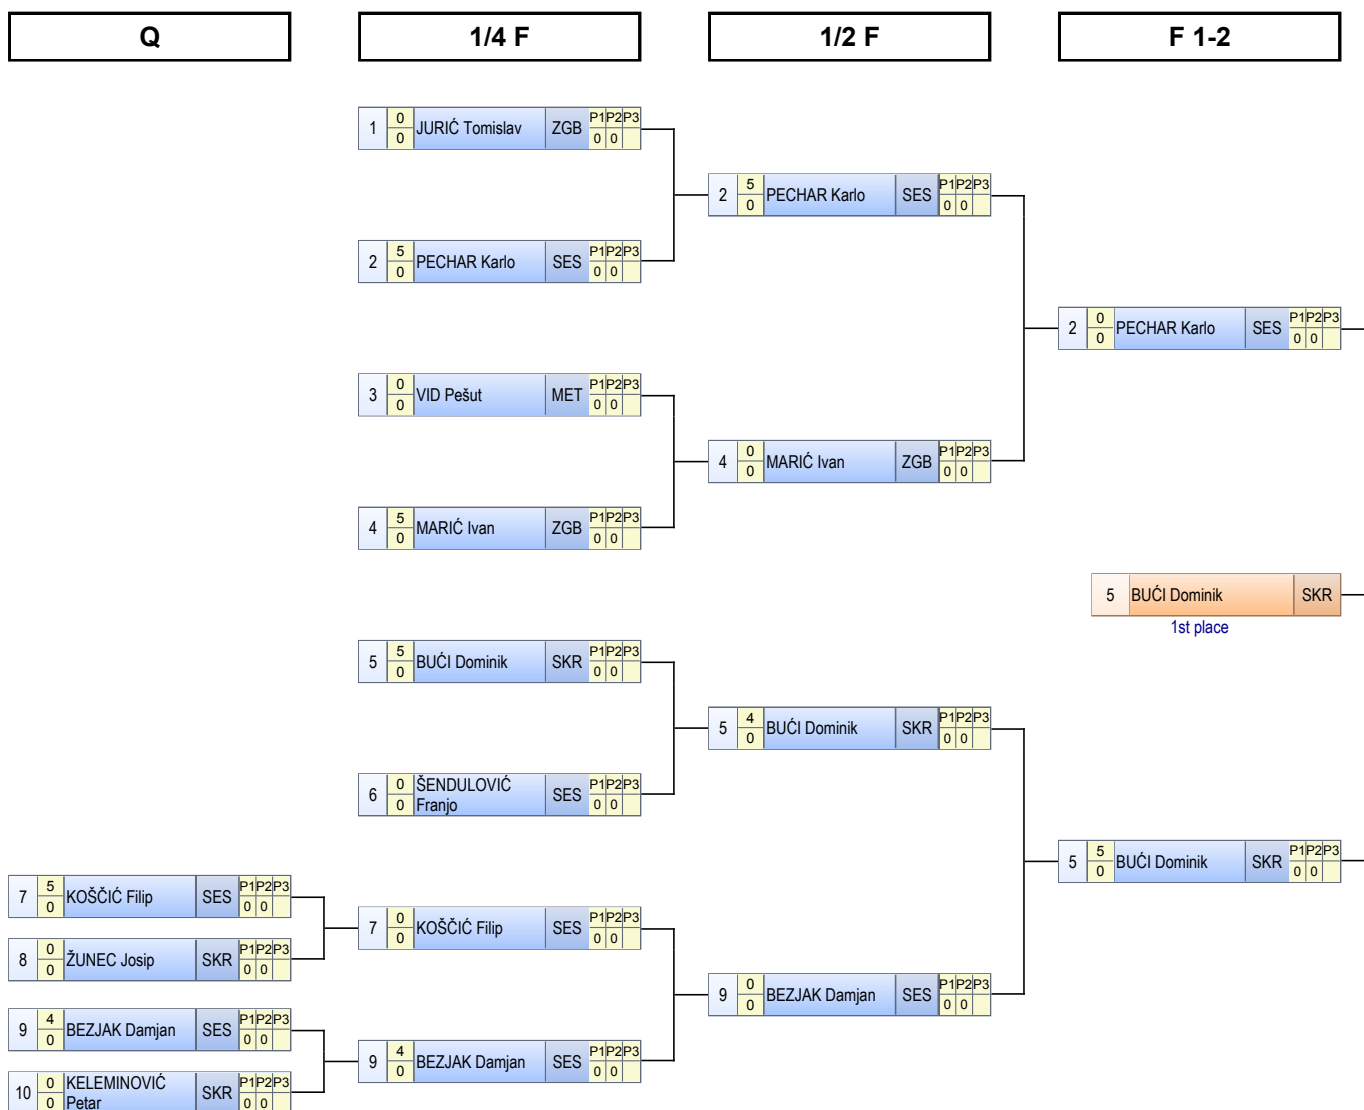 Q
1/4 F
1/2 F
F 1-2
1 0 JURIĆ Tomislav ZGB P1 P2 P3
0 0 0
2 5 PECHAR Karlo SES P1 P2 P3
0 0 0
2 5 PECHAR Karlo SES P1 P2 P3
0 0 0
2 0 PECHAR Karlo SES P1 P2 P3
0 0 0
3 0 VID Pešut MET P1 P2 P3
0 0 0
4 0 MARIĆ Ivan ZGB P1 P2 P3
0 0 0
4 5 MARIĆ Ivan ZGB P1 P2 P3
0 0 0
5 BUĆI Dominik SKR
1st place
5 5 BUĆI Dominik SKR P1 P2 P3
0 0 0
5 4 BUĆI Dominik SKR P1 P2 P3
0 0 0
6 0 ŠENDULOVIĆ SES P1 P2 P3
0 Franjo 0 0
5 5 BUĆI Dominik SKR P1 P2 P3
0 0 0
7 5 KOŠČIĆ Filip SES P1 P2 P3
0 0 0
7 0 KOŠČIĆ Filip SES P1 P2 P3
0 0 0
8 0 ŽUNEC Josip SKR P1 P2 P3
0 0 0
9 0 BEZJAK Damjan SES P1 P2 P3
0 0 0
9 4 BEZJAK Damjan SES P1 P2 P3
0 0 0
9 4 BEZJAK Damjan SES P1 P2 P3
0 0 0
10 0 KELEMINOVIĆ SKR P1 P2 P3
0 Petar 0 0